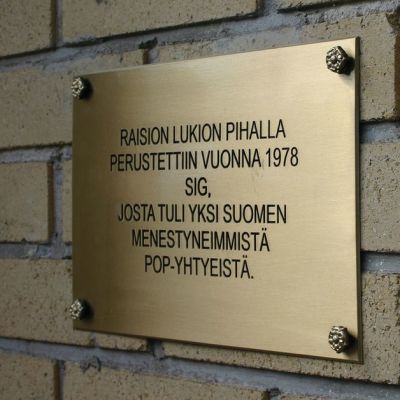 RAISION LUKION PIHALLA
PERUSTETTIIN VUONNA 1978
SIG,
JOSTA TULI YKSI SUOMEN
MENESTYNEIMMISTÄ
POP-YHTYEISTÄ.